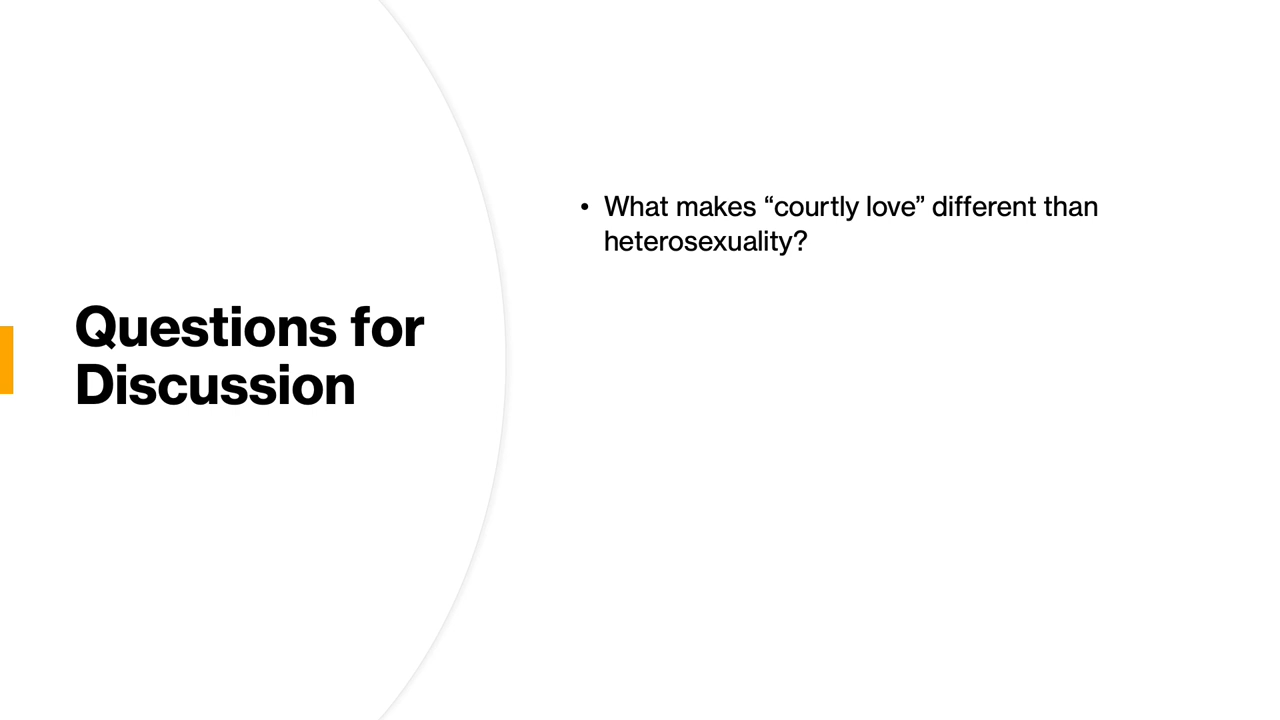 Questions for
Discussion
• What makes “courtly love” different than
heterosexuality?